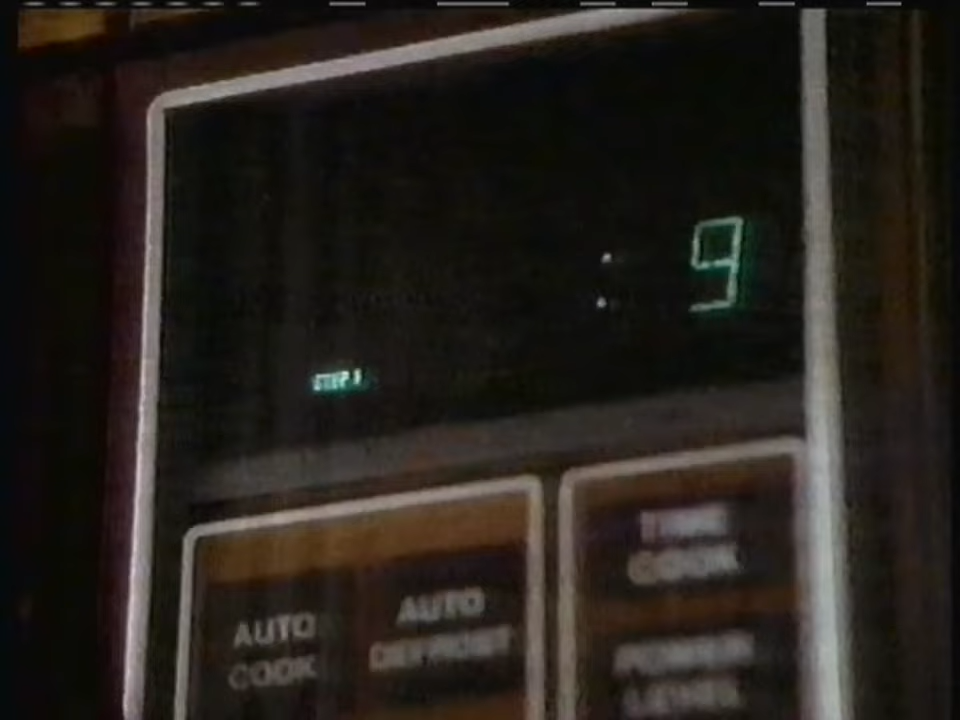 : 9
STEP 1
AUTO
COOK
AUTO
DEFROST
TIME
COOK
POWER
LEVEL